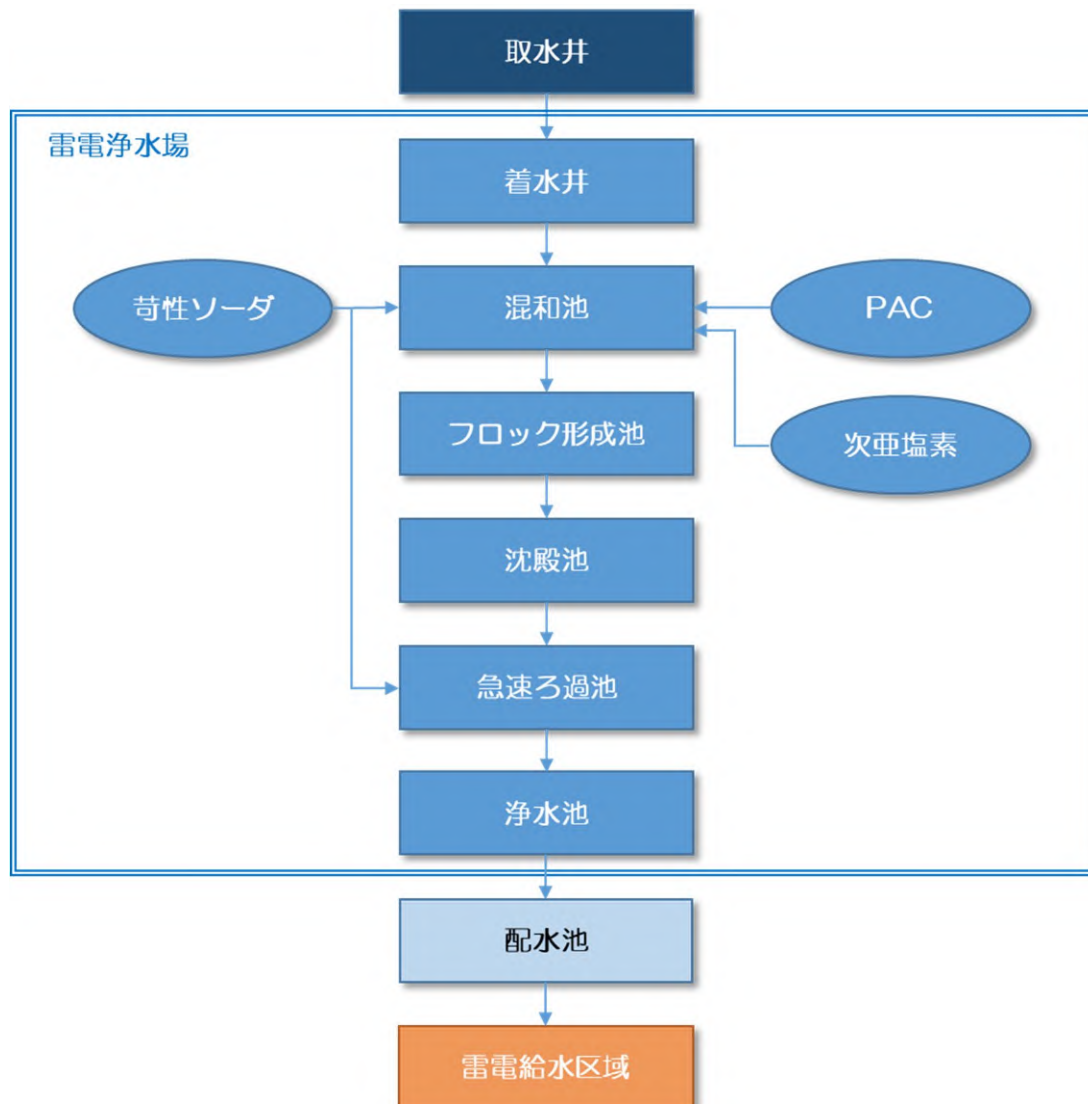 取水井
雷電浄水場
着水井
苛性ソーダ
混和池
PAC
フロック形成池
次亜塩素
沈殿池
急速ろ過池
浄水池
配水池
雷電給水区域